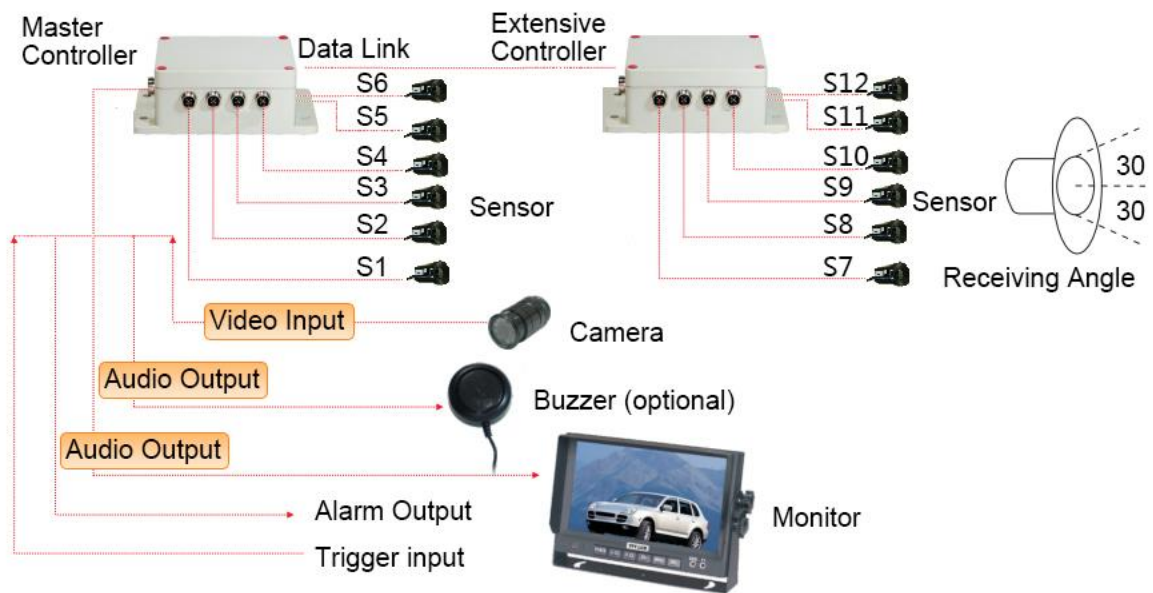 Master
Controller
Data Link
Extensive
Controller
S6
S5
S4
S3
S2
S1
Sensor
S12
S11
S10
S9
S8
S7
Sensor
30
30
Receiving Angle
Video Input
Camera
Audio Output
Buzzer (optional)
Audio Output
Alarm Output
Trigger input
Monitor